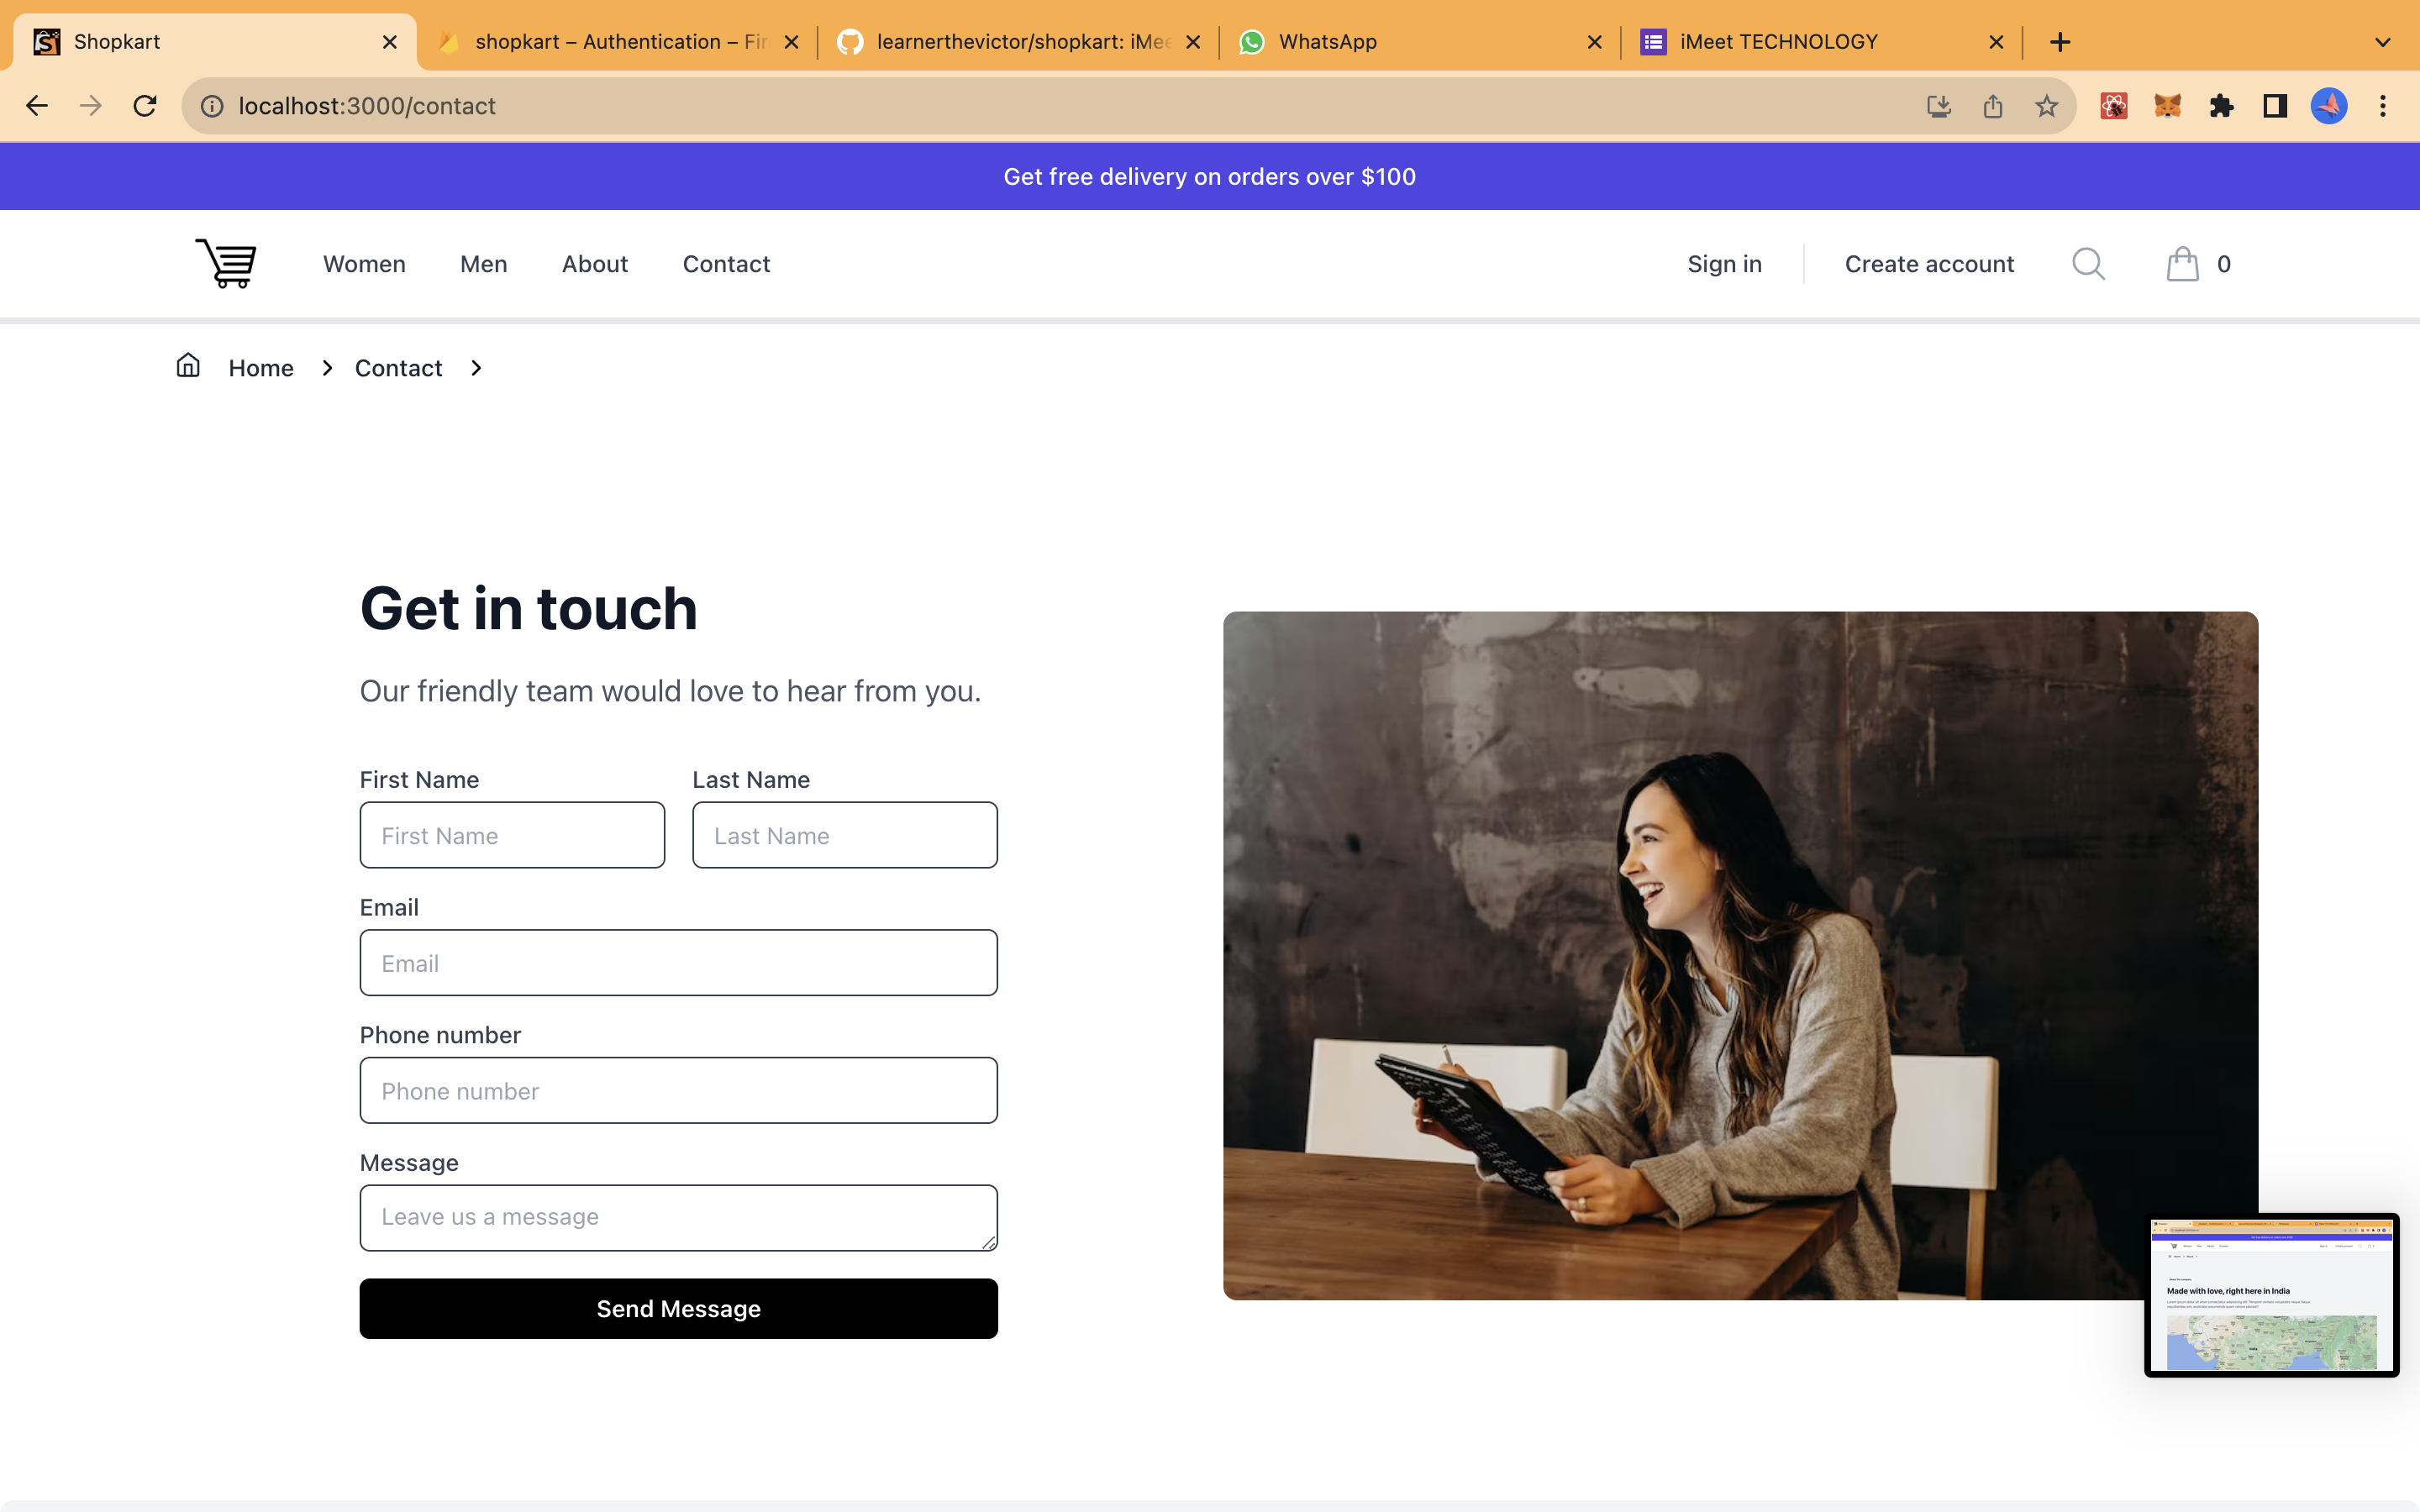 Shopkart
shopkart – Authentication – Fir
learnerthevictor/shopkart: iMee
WhatsApp
iMeet TECHNOLOGY
localhost:3000/contact
Get free delivery on orders over $100
Women Men About Contact Sign in Create account 0
Home Contact
Get in touch
Our friendly team would love to hear from you.
First Name Last Name
First Name Last Name
Email
Email
Phone number
Phone number
Message
Leave us a message
Send Message
Made with love, right here in India